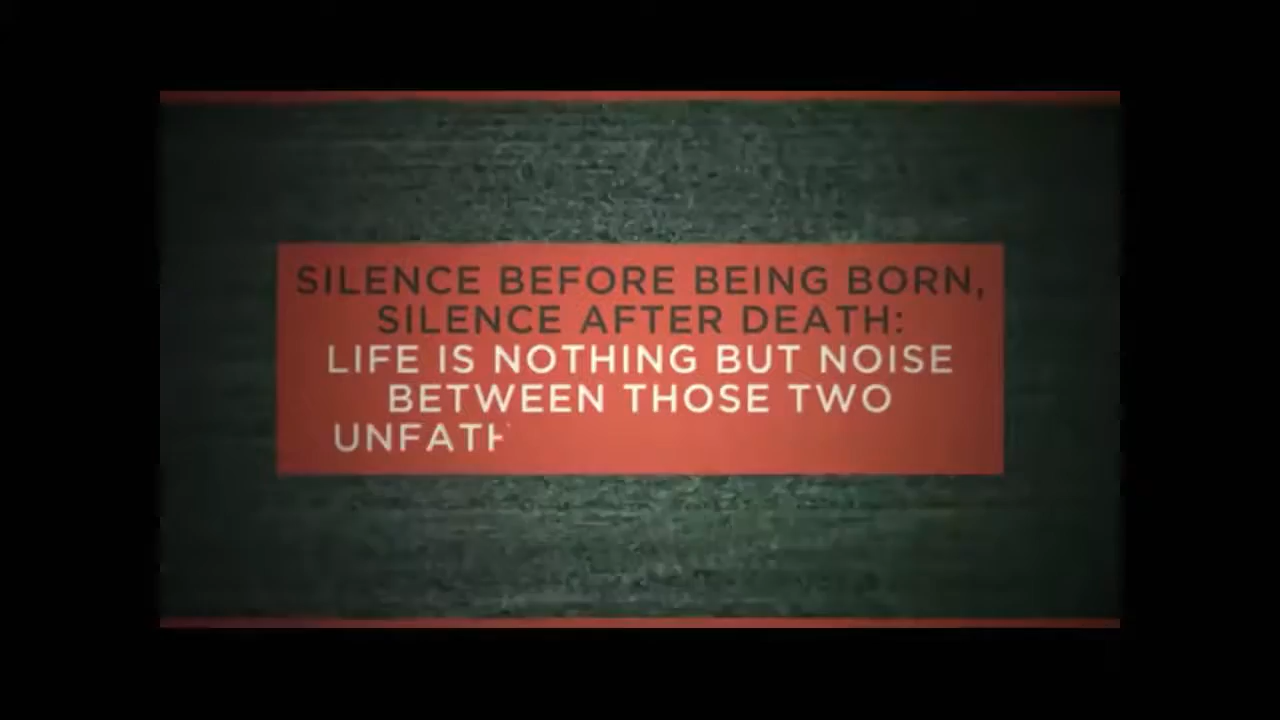 SILENCE BEFORE BEING BORN,
SILENCE AFTER DEATH:
LIFE IS NOTHING BUT NOISE
BETWEEN THOSE TWO
UNFATH